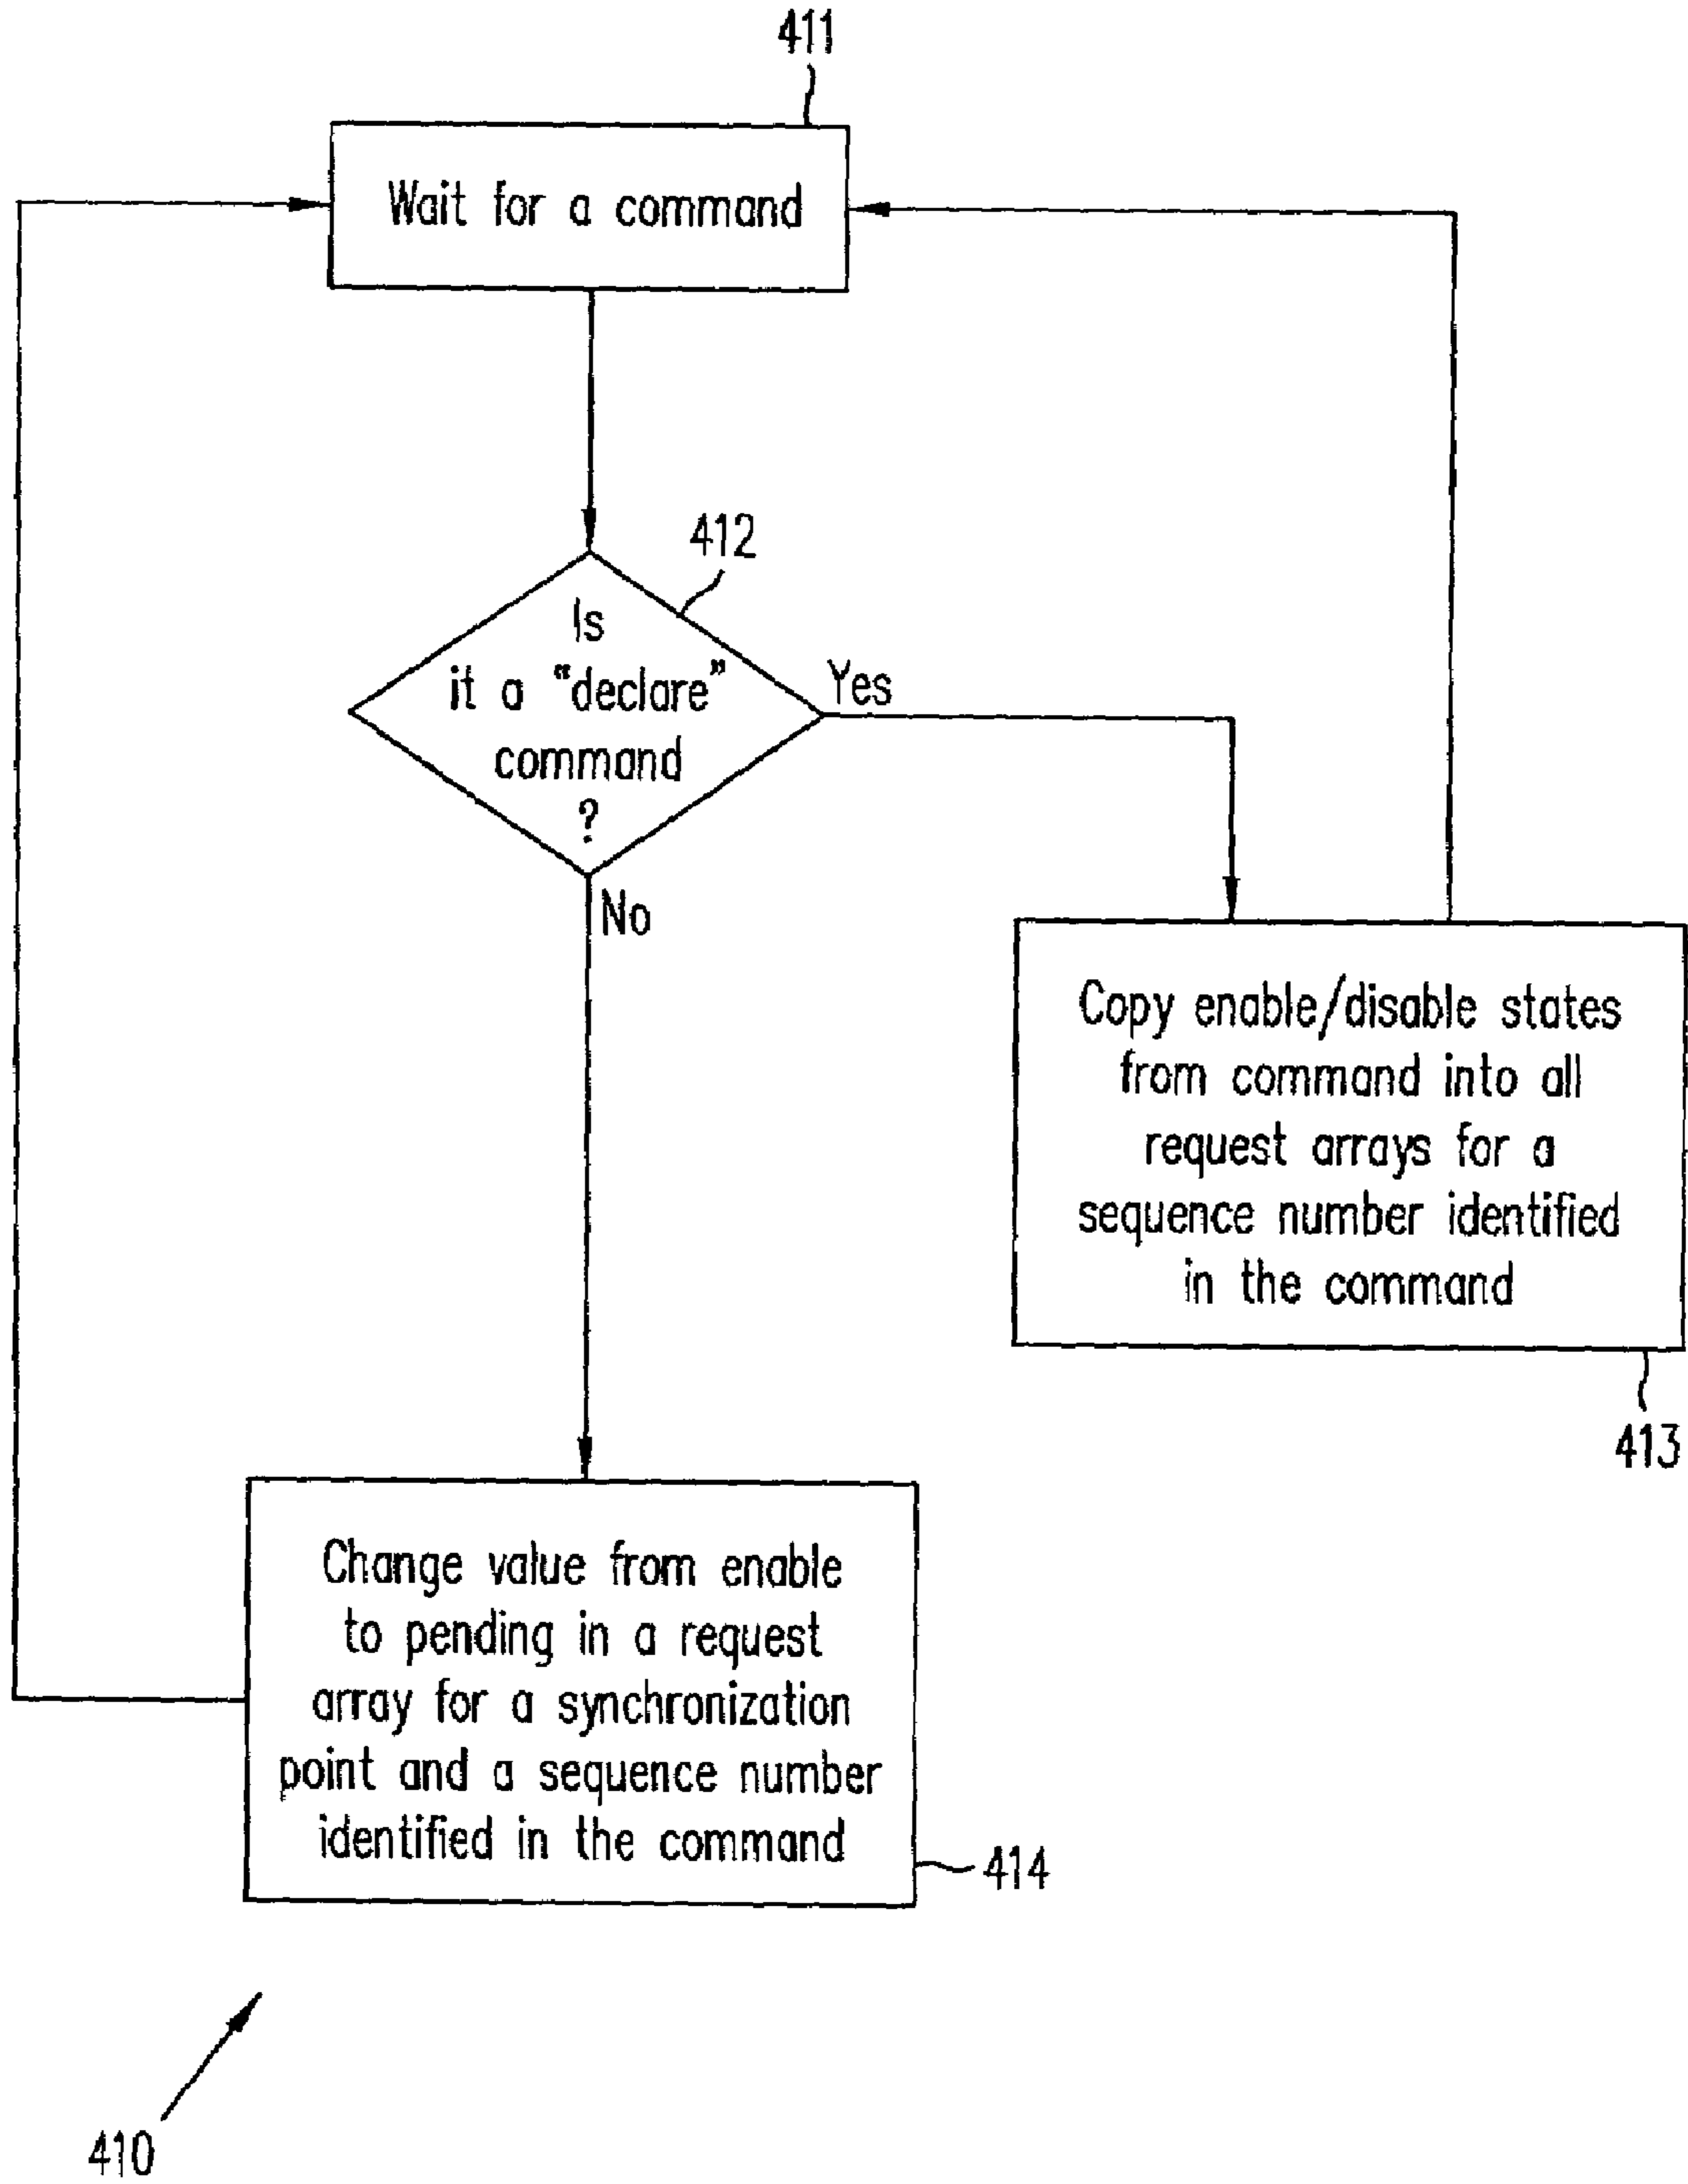 411
Wait for a command
412
Is
it a "declare"
command
?
Yes
No
Copy enable/disable states
from command into all
request arrays for a
sequence number identified
in the command
413
Change value from enable
to pending in a request
array for a synchronization
point and a sequence number
identified in the command
414
410